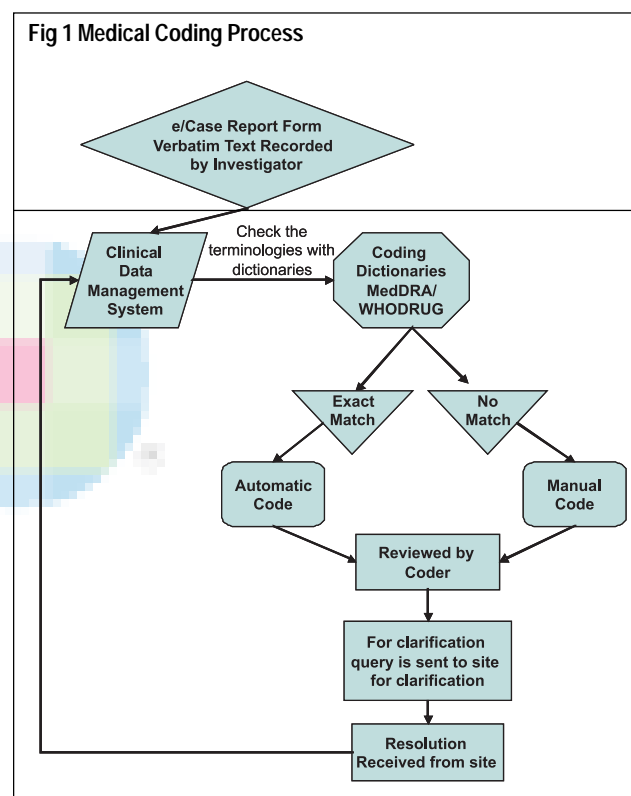 Fig 1 Medical Coding Process
e/Case Report Form
Verbatim Text Recorded
by Investigator
Clinical
Data
Management
System
Check the
terminologies with
dictionaries
Coding
Dictionaries
MedDRA/
WHODRUG
Exact
Match
No
Match
Automatic
Code
Manual
Code
Reviewed by
Coder
For clarification
query is sent to site
for clarification
Resolution
Received from site